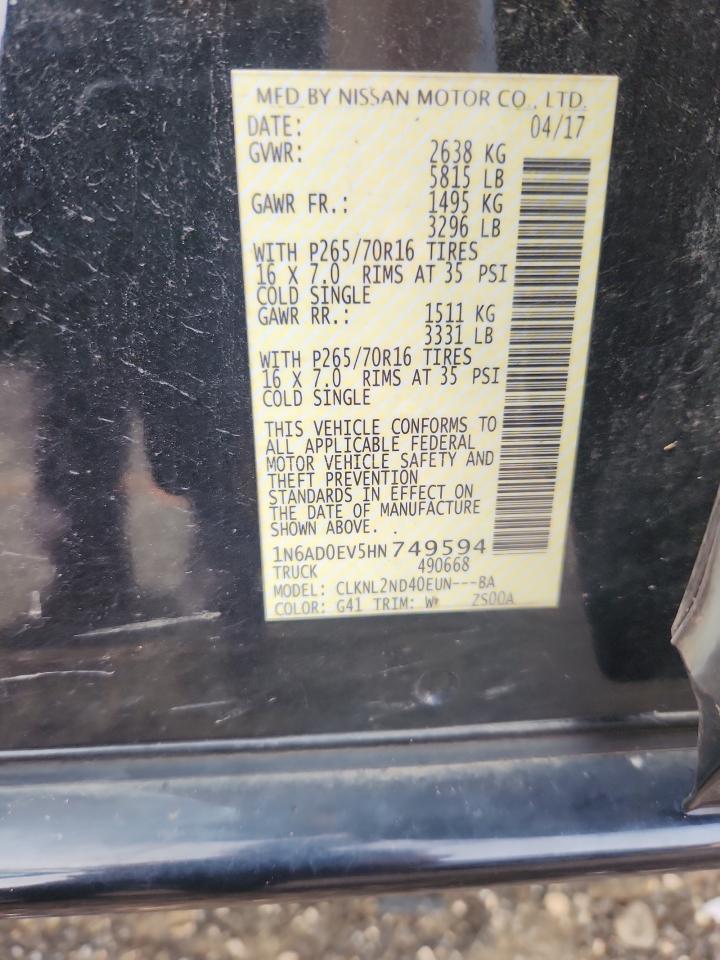 MFD BY NISSAN MOTOR CO., LTD.
DATE: 04/17
GVWR: 2638 KG
5815 LB
GAWR FR.: 1495 KG
3296 LB
WITH P265/70R16 TIRES
16 X 7.0 RIMS AT 35 PSI
COLD SINGLE
GAWR RR.: 1511 KG
3331 LB
WITH P265/70R16 TIRES
16 X 7.0 RIMS AT 35 PSI
COLD SINGLE
THIS VEHICLE CONFORMS TO
ALL APPLICABLE FEDERAL
MOTOR VEHICLE SAFETY AND
THEFT PREVENTION
STANDARDS IN EFFECT ON
THE DATE OF MANUFACTURE
SHOWN ABOVE.
1N6AD0EV5HN749594
TRUCK 490668
MODEL: CLKNL2ND40EUN---BA
COLOR: G41 TRIM: ZS00A